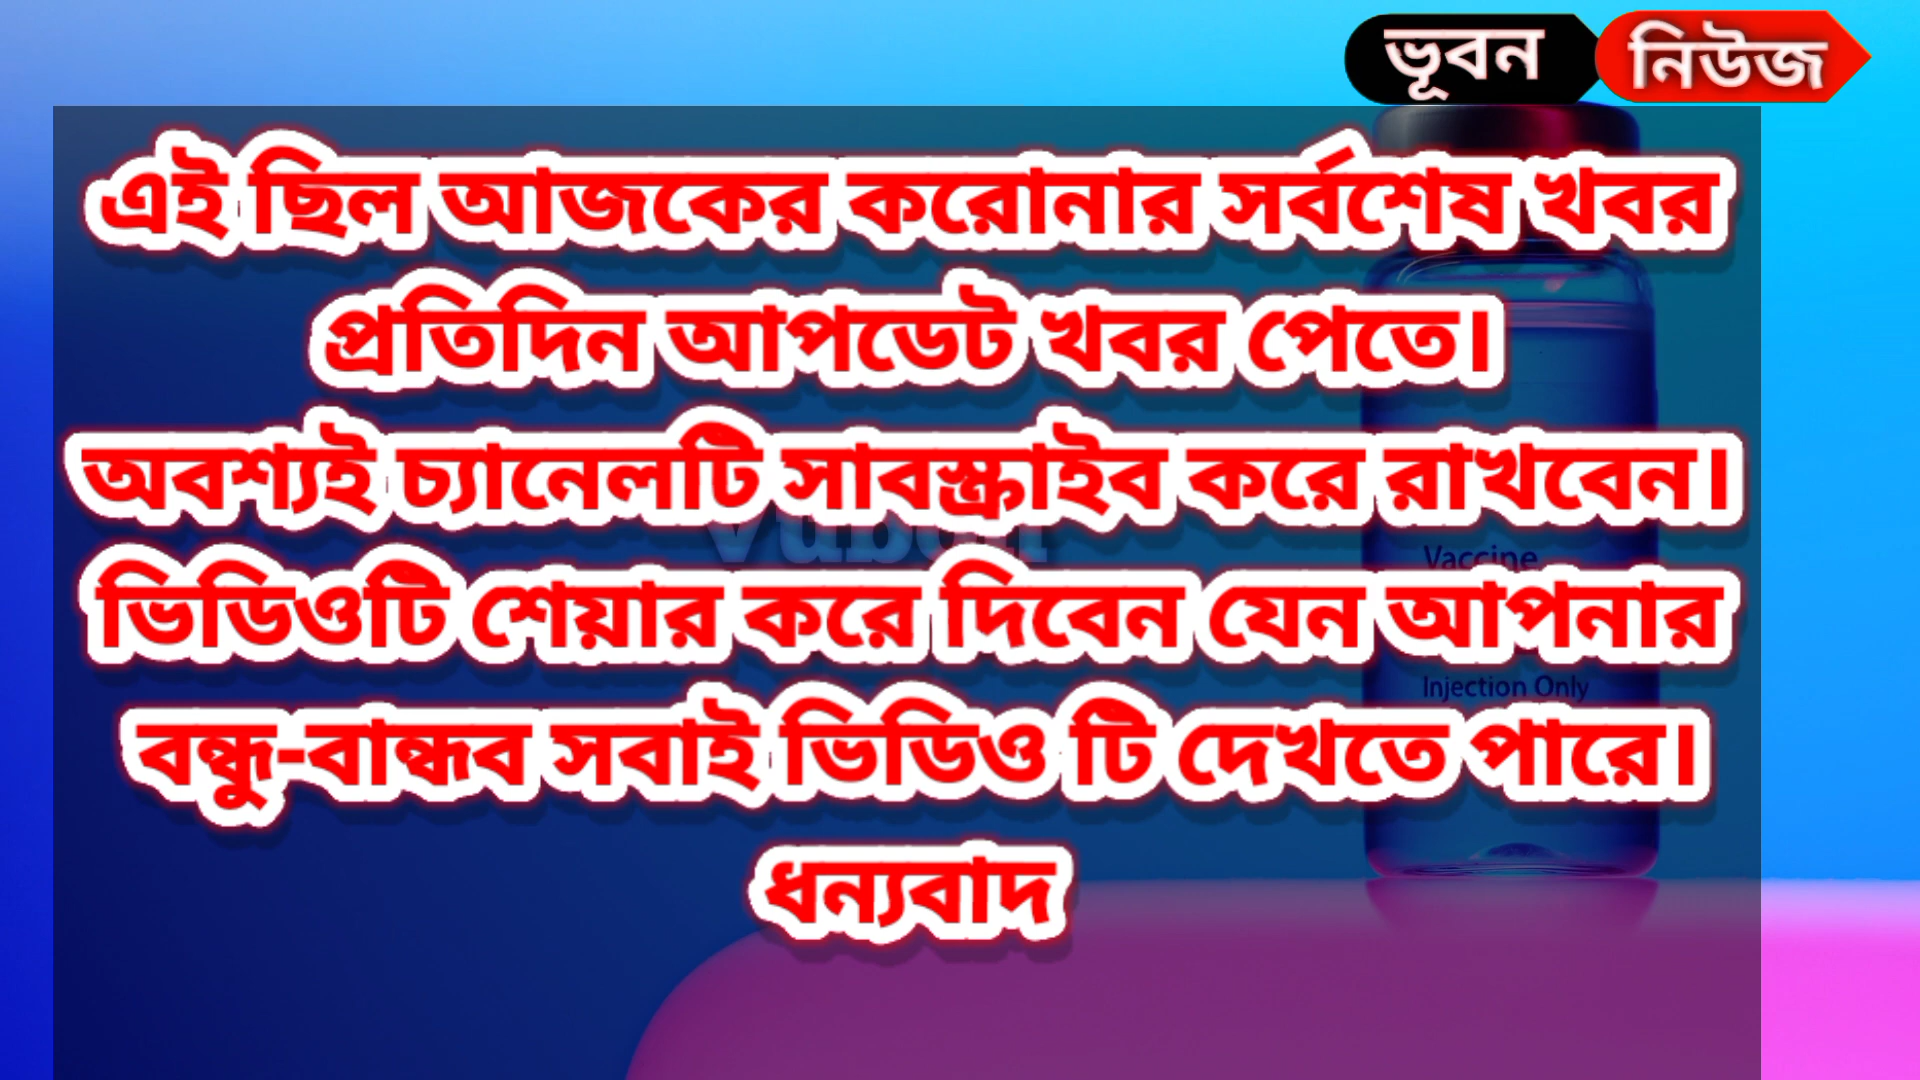 ভূবন নিউজ
এই ছিল আজকের করোনার সর্বশেষ খবর
প্রতিদিন আপডেট খবর পেতে।
অবশ্যই চ্যানেলটি সাবস্ক্রাইব করে রাখবেন।
Vubon
Vaccine
ভিডিওটি শেয়ার করে দিবেন যেন আপনার
Injection Only
বন্ধু-বান্ধব সবাই ভিডিও টি দেখতে পারে।
ধন্যবাদ